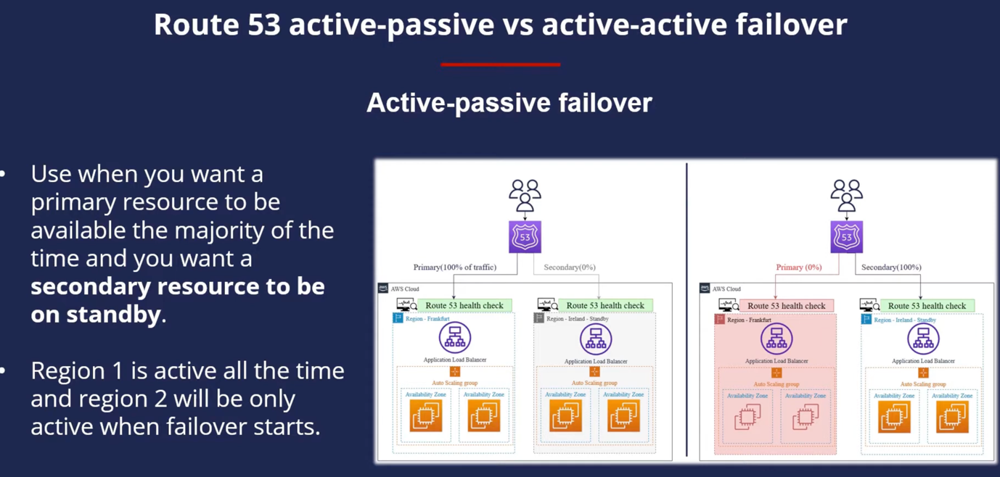 Route 53 active-passive vs active-active failover
Active-passive failover
• Use when you want a
primary resource to be
available the majority of the
time and you want a
secondary resource to be
on standby.
• Region 1 is active all the time
and region 2 will be only
active when failover starts.
53
Primary(100% of traffic)
Secondary(0%)
aws
AWS Cloud
Route 53 health check
Route 53 health check
Region - Frankfurt
Region - Ireland - Standby
Application Load Balancer
Application Load Balancer
Auto Scaling group
Auto Scaling group
Availability Zone
Availability Zone
Availability Zone
Availability Zone
53
Primary (0%)
Secondary(100%)
aws
AWS Cloud
Route 53 health check
Route 53 health check
Region - Frankfurt
Region - Ireland - Standby
Application Load Balancer
Application Load Balancer
Auto Scaling group
Auto Scaling group
Availability Zone
Availability Zone
Availability Zone
Availability Zone